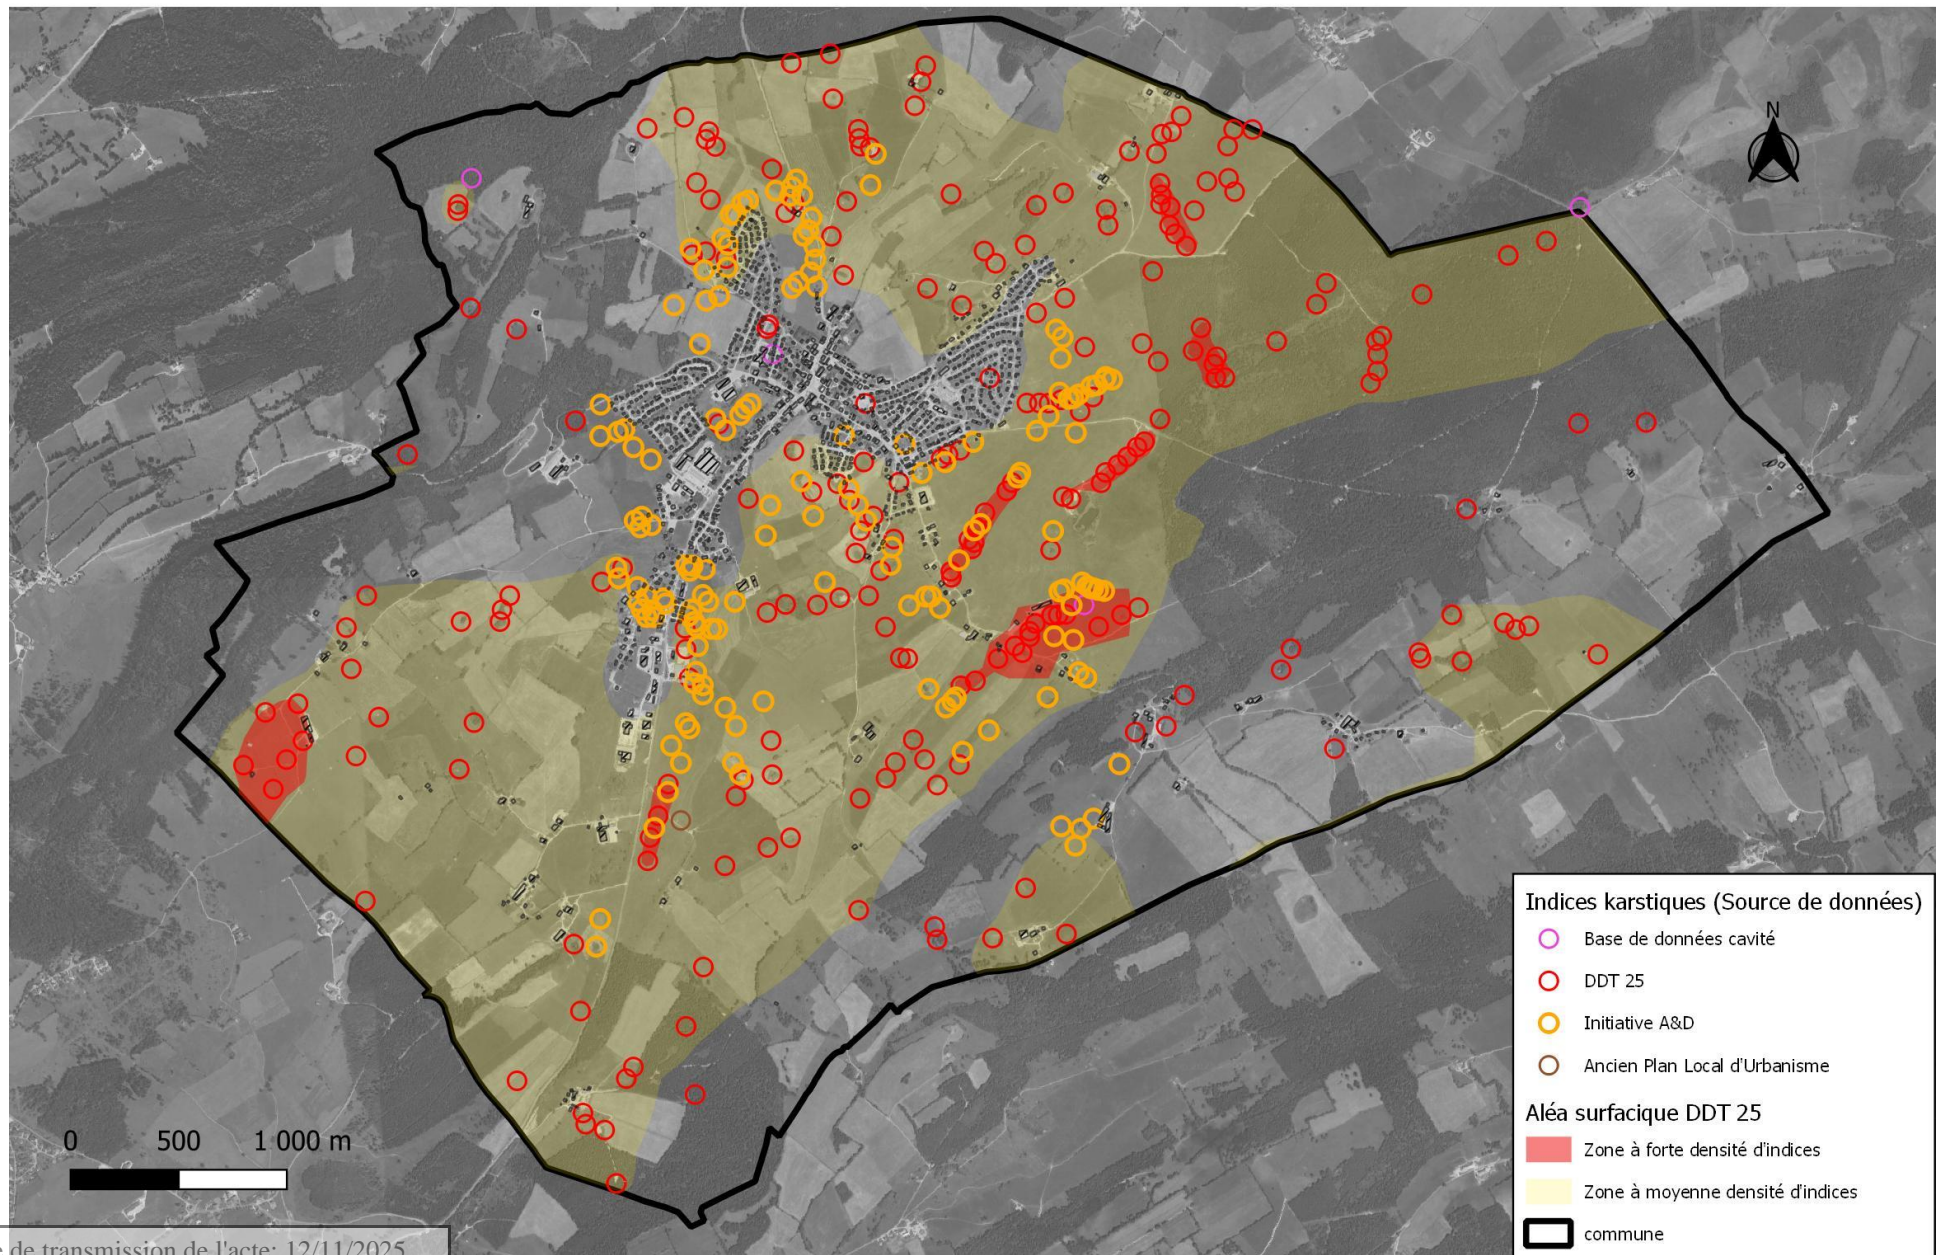 N
Indices karstiques (Source de données)
Base de données cavité
DDT 25
Initiative A&D
Ancien Plan Local d'Urbanisme
Aléa surfacique DDT 25
Zone à forte densité d'indices
Zone à moyenne densité d'indices
commune
0 500 1 000 m
de transmission de l'acte: 12/11/2025